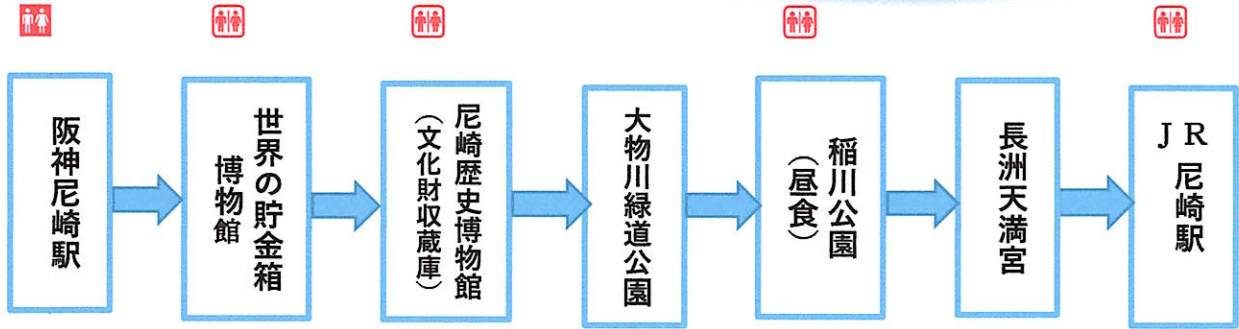 阪神尼崎駅
世界の貯金箱
博物館
尼崎歴史博物館
（文化財収蔵庫）
大物川緑道公園
稲川公園
（昼食）
長洲天満宮
ＪＲ
尼崎駅